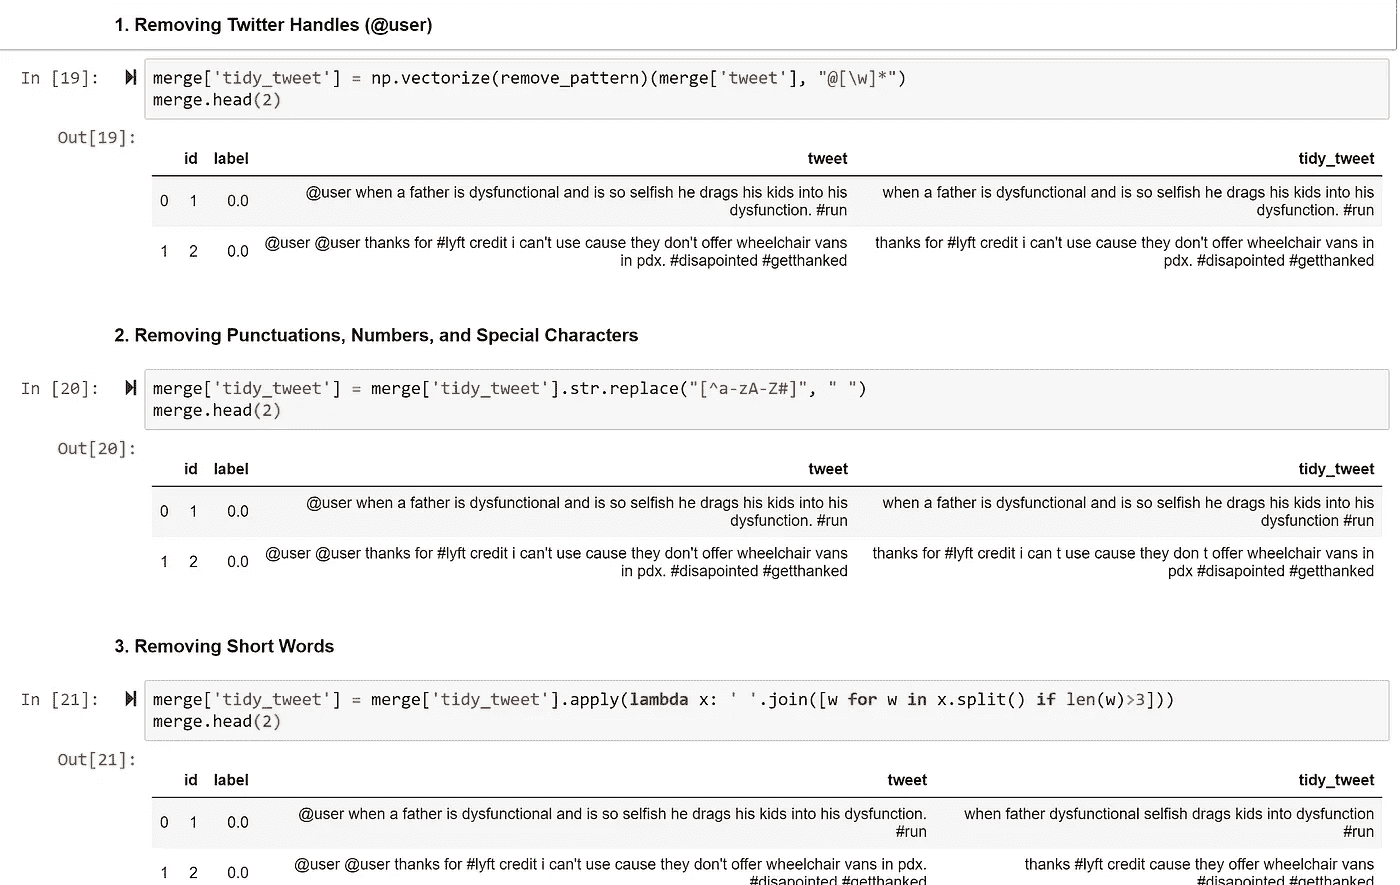 1. Removing Twitter Handles (@user)
In [19]: merge['tidy_tweet'] = np.vectorize(remove_pattern)(merge['tweet'], "@[\w]*")
merge.head(2)
Out[19]:
id label tweet tidy_tweet
0 1 0.0 @user when a father is dysfunctional and is so selfish he drags his kids into his when a father is dysfunctional and is so selfish he drags his kids into his
dysfunction. #run dysfunction. #run
1 2 0.0 @user @user thanks for #lyft credit i can't use cause they don't offer wheelchair vans thanks for #lyft credit i can't use cause they don't offer wheelchair vans in
in pdx. #disapointed #getthanked pdx. #disapointed #getthanked
2. Removing Punctuations, Numbers, and Special Characters
In [20]: merge['tidy_tweet'] = merge['tidy_tweet'].str.replace("[^a-zA-Z#]", " ")
merge.head(2)
Out[20]:
id label tweet tidy_tweet
0 1 0.0 @user when a father is dysfunctional and is so selfish he drags his kids into his when a father is dysfunctional and is so selfish he drags his kids into his
dysfunction. #run dysfunction #run
1 2 0.0 @user @user thanks for #lyft credit i can't use cause they don't offer wheelchair vans thanks for #lyft credit i can t use cause they don t offer wheelchair vans in
in pdx. #disapointed #getthanked pdx #disapointed #getthanked
3. Removing Short Words
In [21]: merge['tidy_tweet'] = merge['tidy_tweet'].apply(lambda x: ' '.join([w for w in x.split() if len(w)>3]))
merge.head(2)
Out[21]:
id label tweet tidy_tweet
0 1 0.0 @user when a father is dysfunctional and is so selfish he drags his kids into his dysfunction. when father dysfunctional selfish drags kids into dysfunction
#run #run
1 2 0.0 @user @user thanks for #lyft credit i can't use cause they don't offer wheelchair vans in pdx. thanks #lyft credit cause they offer wheelchair vans
#disapointed #getthanked #disapointed #getthanked